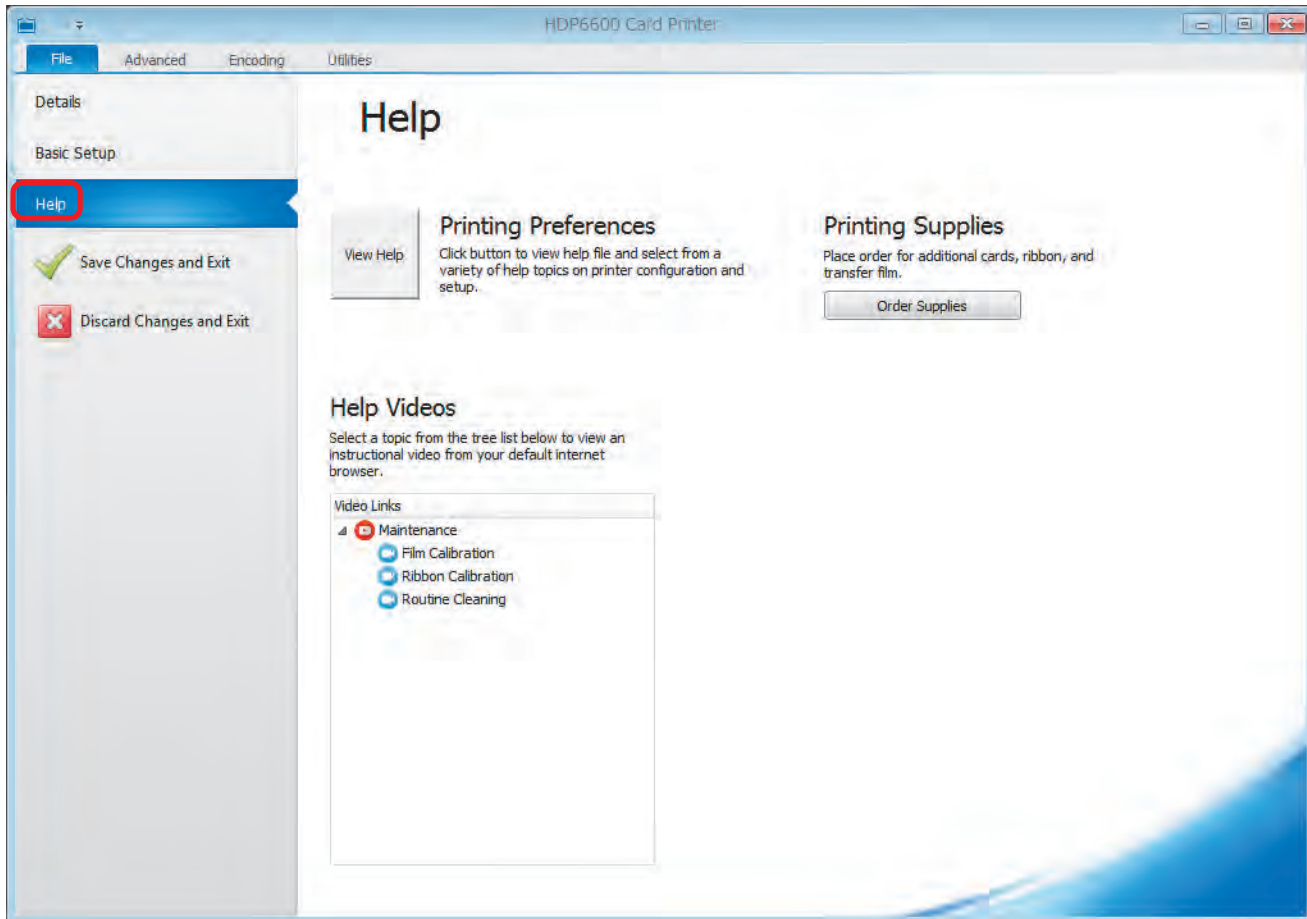 HDP6600 Card Printer
File Advanced Encoding Utilities
Details
Basic Setup
Help
Save Changes and Exit
Discard Changes and Exit
Help
View Help
Printing Preferences
Click button to view help file and select from a
variety of help topics on printer configuration and
setup.
Printing Supplies
Place order for additional cards, ribbon, and
transfer film.
Order Supplies
Help Videos
Select a topic from the tree list below to view an
instructional video from your default internet
browser.
Video Links
Maintenance
Film Calibration
Ribbon Calibration
Routine Cleaning